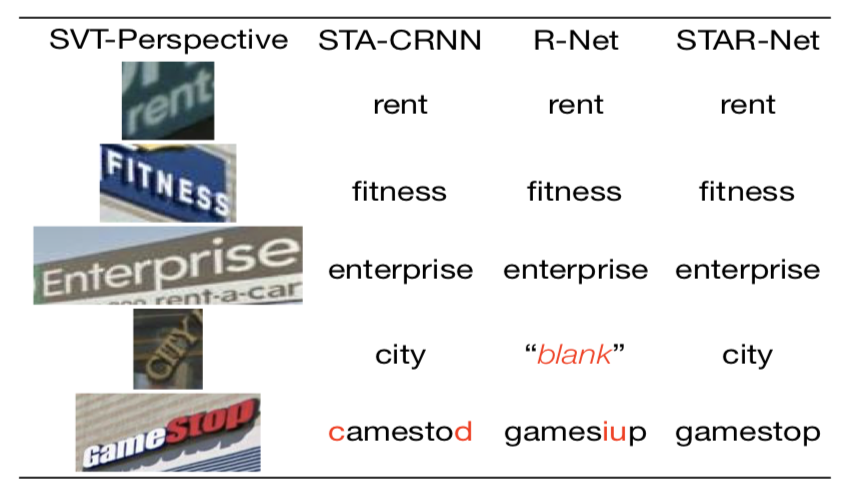 SVT-Perspective STA-CRNN R-Net STAR-Net
rent rent rent rent
FITNESS fitness fitness fitness
Enterprise enterprise enterprise enterprise
rent-a-car
CITY city “blank” city
GameStop camestod gamesiup gamestop